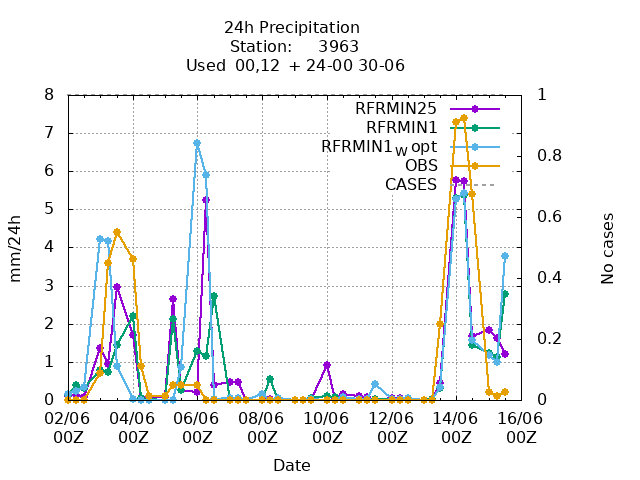 24h Precipitation
Station: 3963
Used 00,12 + 24-00 30-06
RFRMIN25
RFRMIN1
RFRMIN1w opt
OBS
CASES
mm/24h
8
7
6
5
4
3
2
1
0
No cases
1
0.8
0.6
0.4
0.2
0
02/06 04/06 06/06 08/06 10/06 12/06 14/06 16/06
00Z 00Z 00Z 00Z 00Z 00Z 00Z 00Z
Date